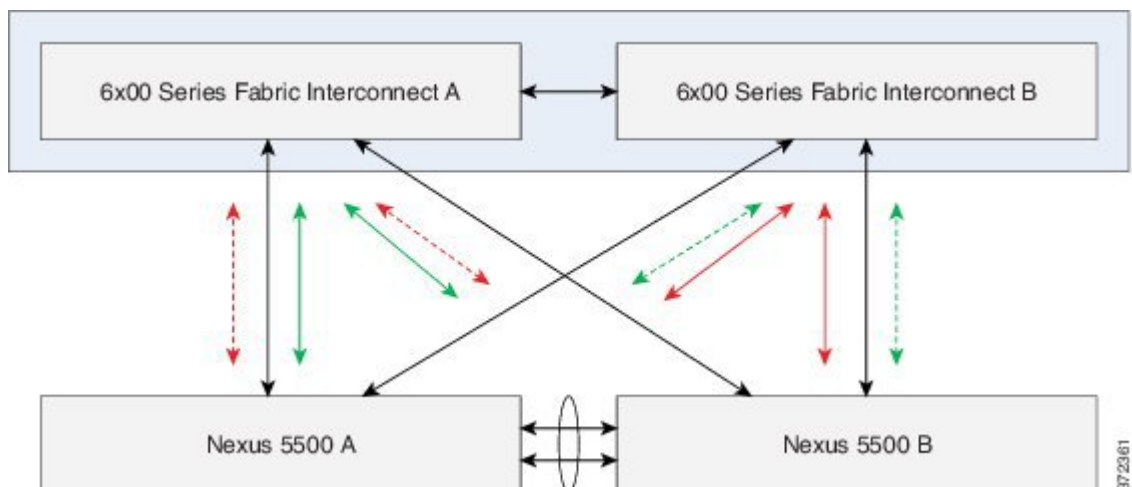 6x00 Series Fabric Interconnect A
6x00 Series Fabric Interconnect B
Nexus 5500 A
Nexus 5500 B
372361